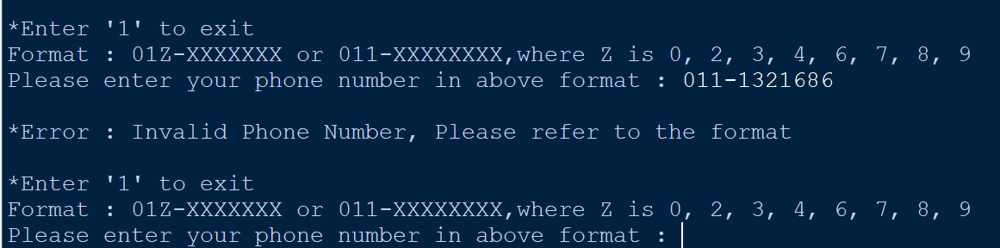 *Enter '1' to exit
Format : 01Z-XXXXXXX or 011-XXXXXXXX,where Z is 0, 2, 3, 4, 6, 7, 8, 9
Please enter your phone number in above format : 011-1321686
*Error : Invalid Phone Number, Please refer to the format
*Enter '1' to exit
Format : 01Z-XXXXXXX or 011-XXXXXXXX,where Z is 0, 2, 3, 4, 6, 7, 8, 9
Please enter your phone number in above format :